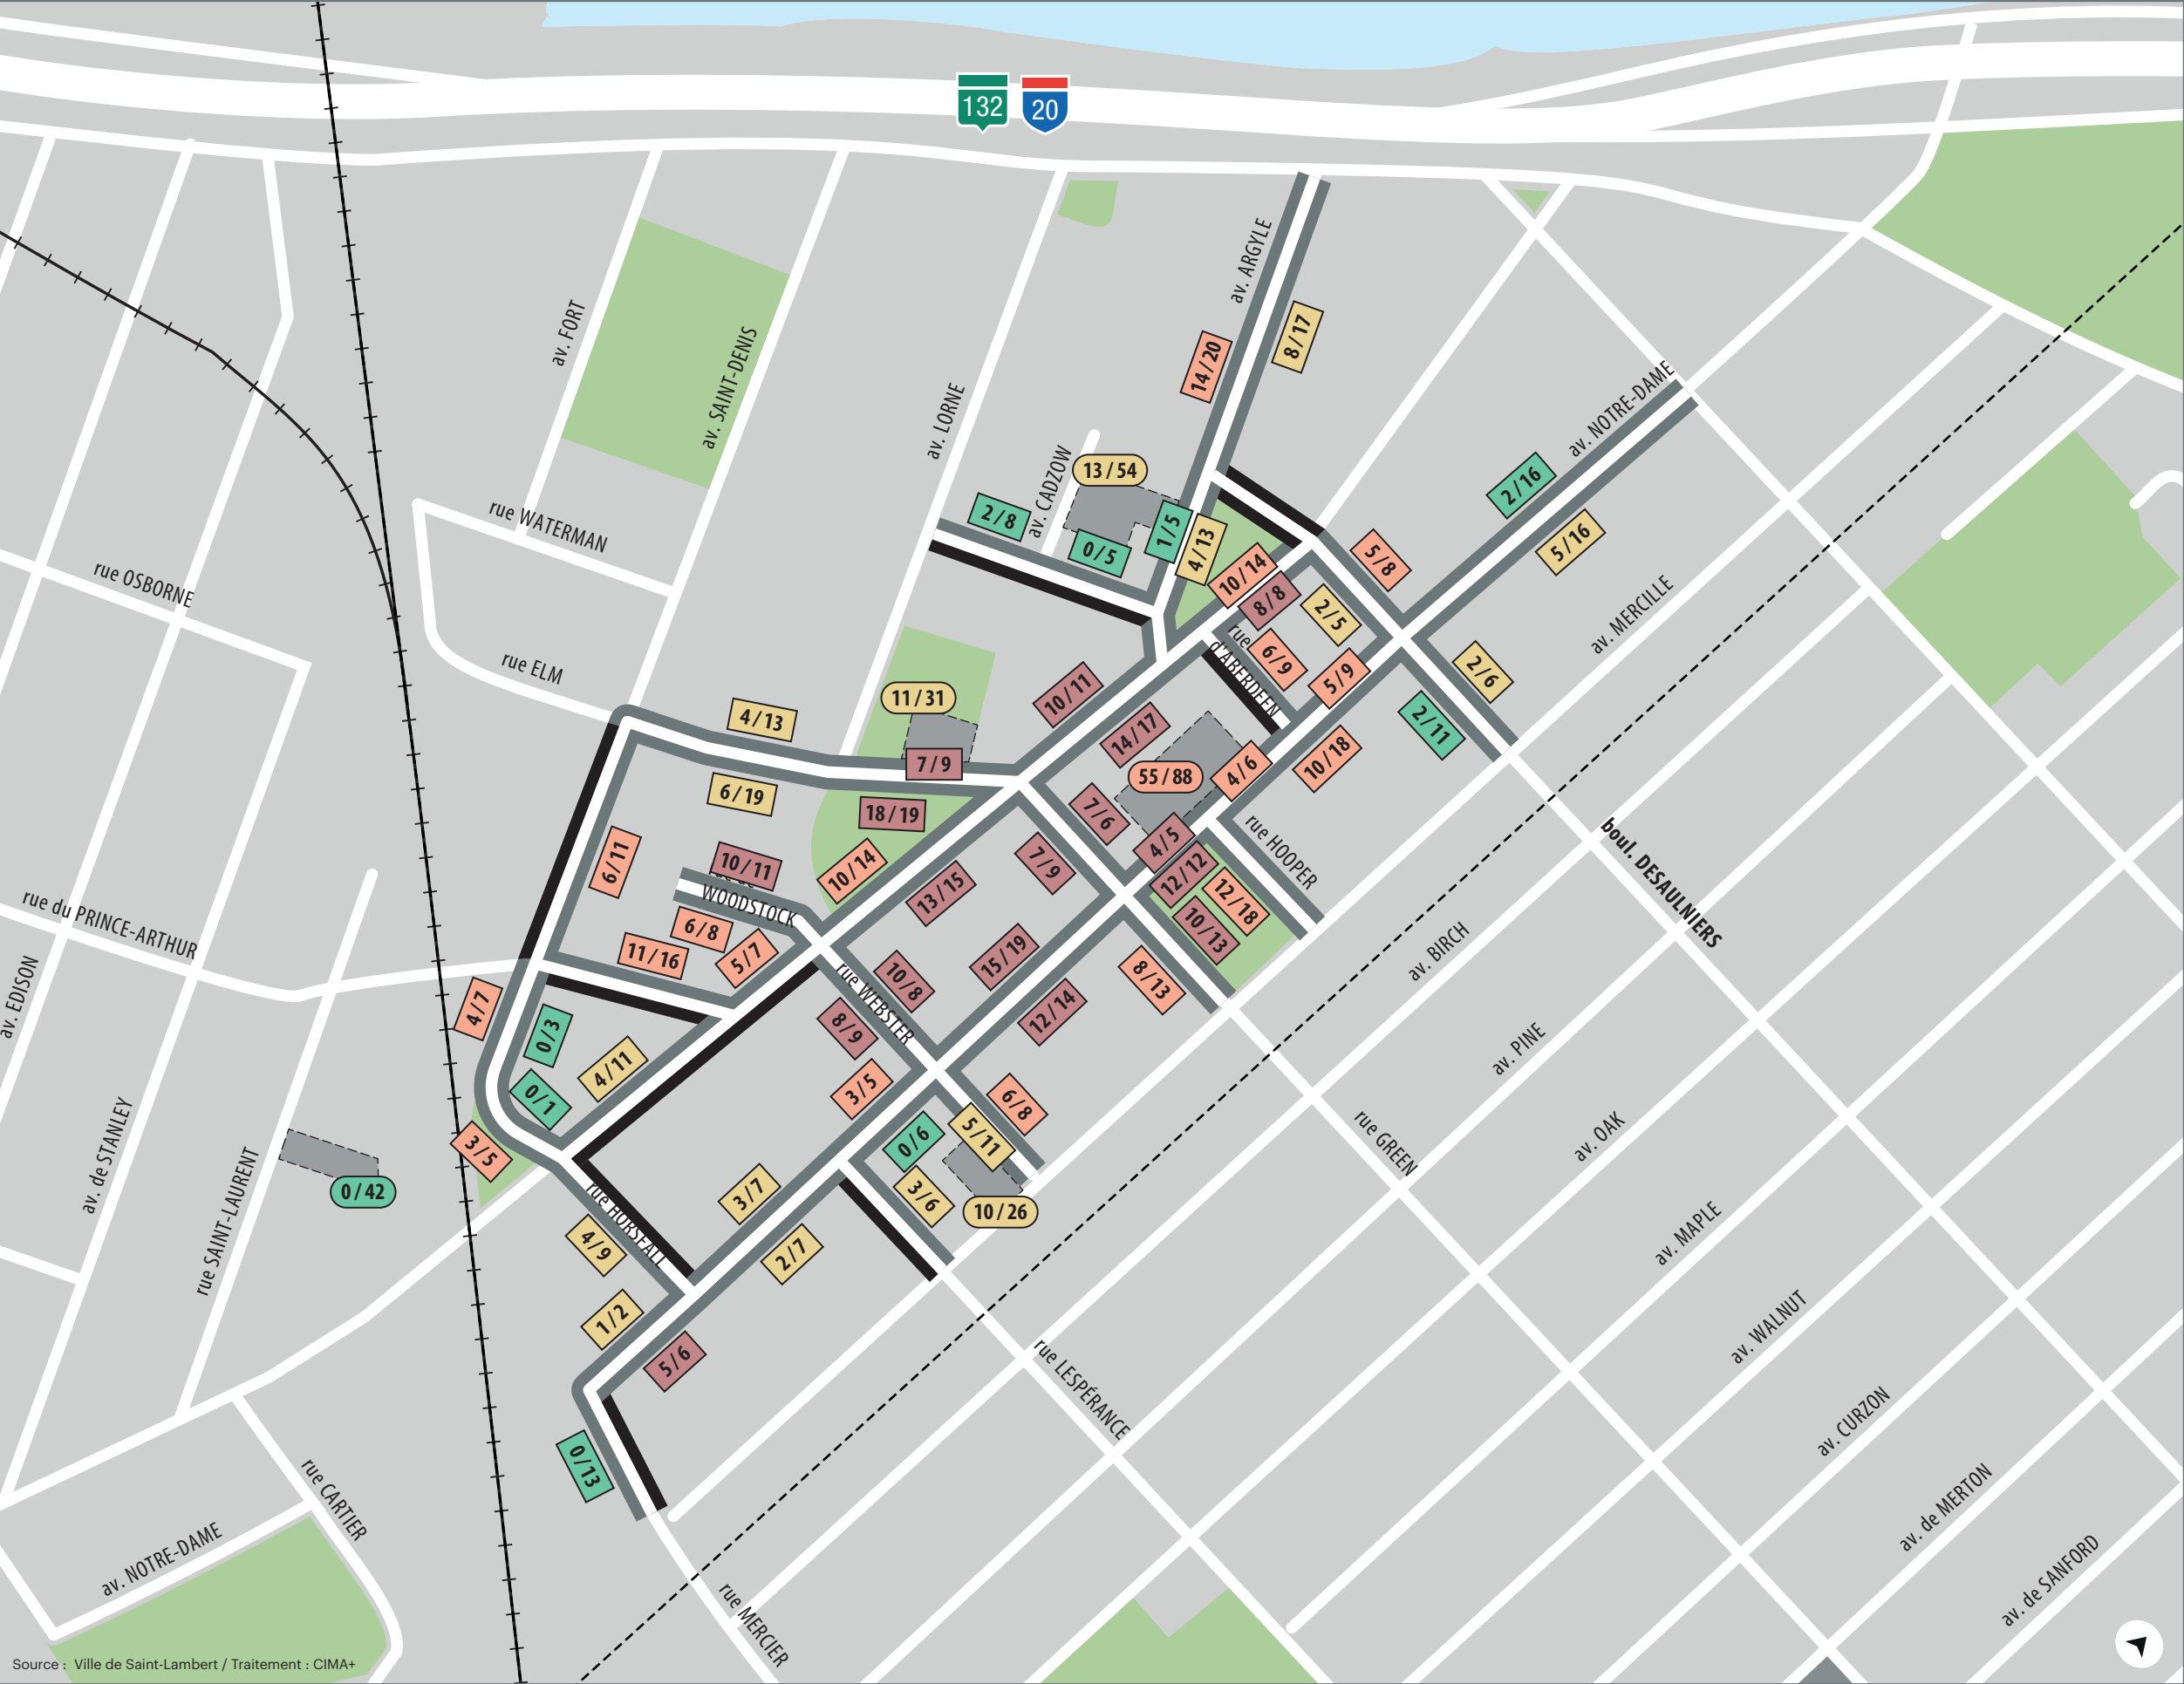 132
20
av. ARGYLE
8/17
14/20
av. FORT
av. SAINT-DENIS
av. LORNE
av. CADZOW
av. NOTRE-DAME
13/54
2/8
0/5
1/5
4/13
2/16
5/16
5/8
10/14
8/8
2/5
rue WATERMAN
rue OSBORNE
rue ELM
rue d'ABERDEEN
6/9
5/9
2/6
2/11
av. MERCILLE
10/11
14/17
11/31
4/13
7/9
6/19
18/19
55/88
4/6
10/18
7/6
4/5
rue HOOPER
12/12
12/18
10/13
boul. DESAULNIERS
6/11
10/11
WOODSTOCK
10/14
13/15
7/9
6/8
11/16
5/7
rue du PRINCE-ARTHUR
av. EDISON
rue WEBSTER
10/8
15/19
8/13
av. BIRCH
4/7
0/3
8/9
12/14
4/11
0/1
3/5
6/8
av. PINE
av. de STANLEY
rue SAINT-LAURENT
3/5
0/6
5/11
rue GREEN
av. OAK
0/42
3/7
3/6
10/26
rue HORSFALL
4/9
2/7
av. MAPLE
1/2
5/6
av. WALNUT
rue LESPÉRANCE
av. CURZON
0/13
rue CARTIER
av. NOTRE-DAME
av. de MERTON
av. de SANFORD
rue MERCIER
Source : Ville de Saint-Lambert / Traitement : CIMA+